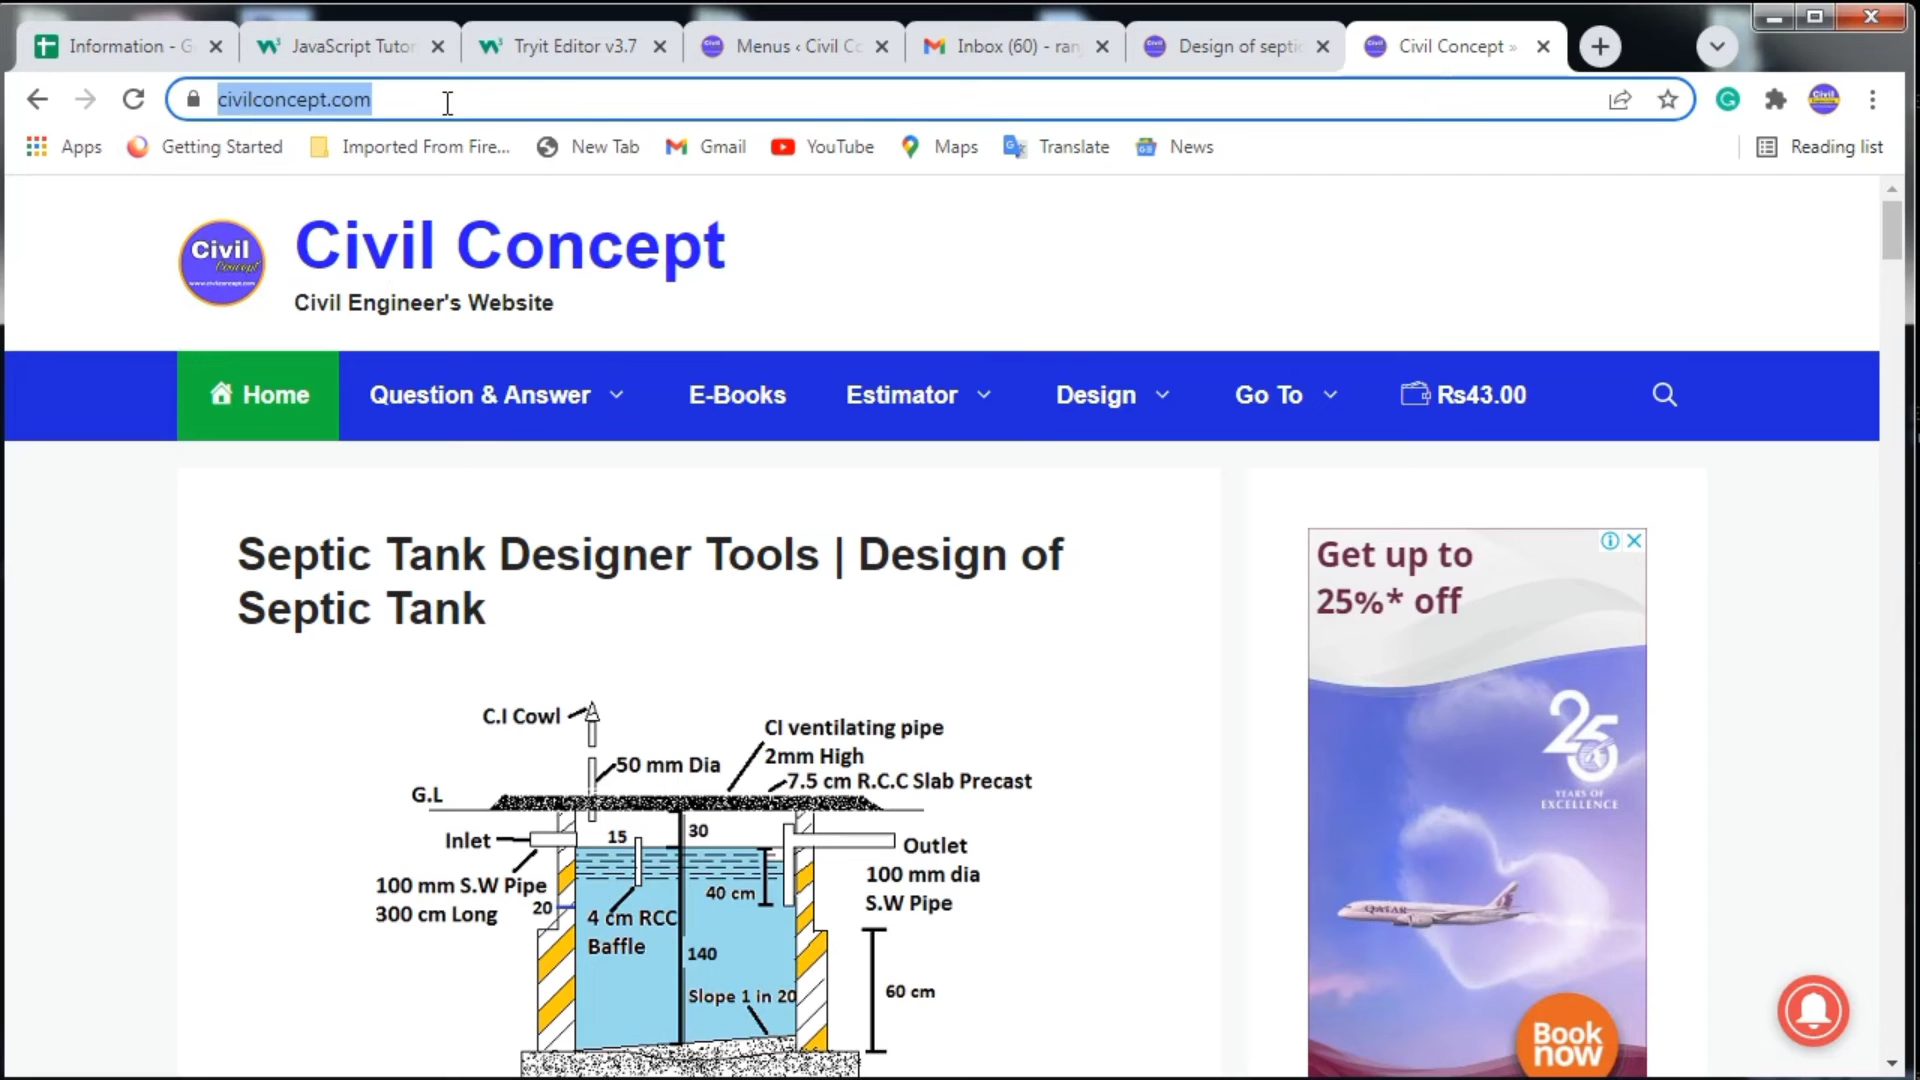 Information - G
JavaScript Tutor
Tryit Editor v3.7
Menus ‹ Civil Co
Inbox (60) - ran
Design of septi
Civil Concept »
civilconcept.com
Apps
Getting Started
Imported From Fire...
New Tab
Gmail
YouTube
Maps
Translate
News
Reading list
Civil
Concept
www.civilconcept.com
Civil Concept
Civil Engineer's Website
Home
Question & Answer
E-Books
Estimator
Design
Go To
₨43.00
Septic Tank Designer Tools | Design of
Septic Tank
C.I Cowl
CI ventilating pipe
2mm High
50 mm Dia
7.5 cm R.C.C Slab Precast
G.L
Inlet
15
30
Outlet
100 mm dia
S.W Pipe
100 mm S.W Pipe
300 cm Long
20
40 cm
4 cm RCC
Baffle
140
Slope 1 in 20
60 cm
Get up to
25%* off
25
YEARS OF
EXCELLENCE
QATAR
Book
now